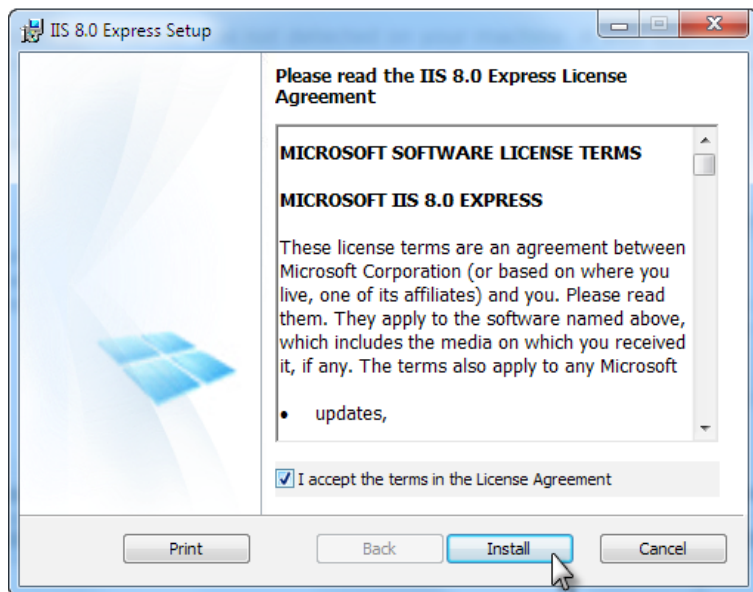 IIS 8.0 Express Setup
Please read the IIS 8.0 Express License
Agreement
MICROSOFT SOFTWARE LICENSE TERMS
MICROSOFT IIS 8.0 EXPRESS
These license terms are an agreement between
Microsoft Corporation (or based on where you
live, one of its affiliates) and you. Please read
them. They apply to the software named above,
which includes the media on which you received
it, if any. The terms also apply to any Microsoft
• updates,
I accept the terms in the License Agreement
Print Back Install Cancel